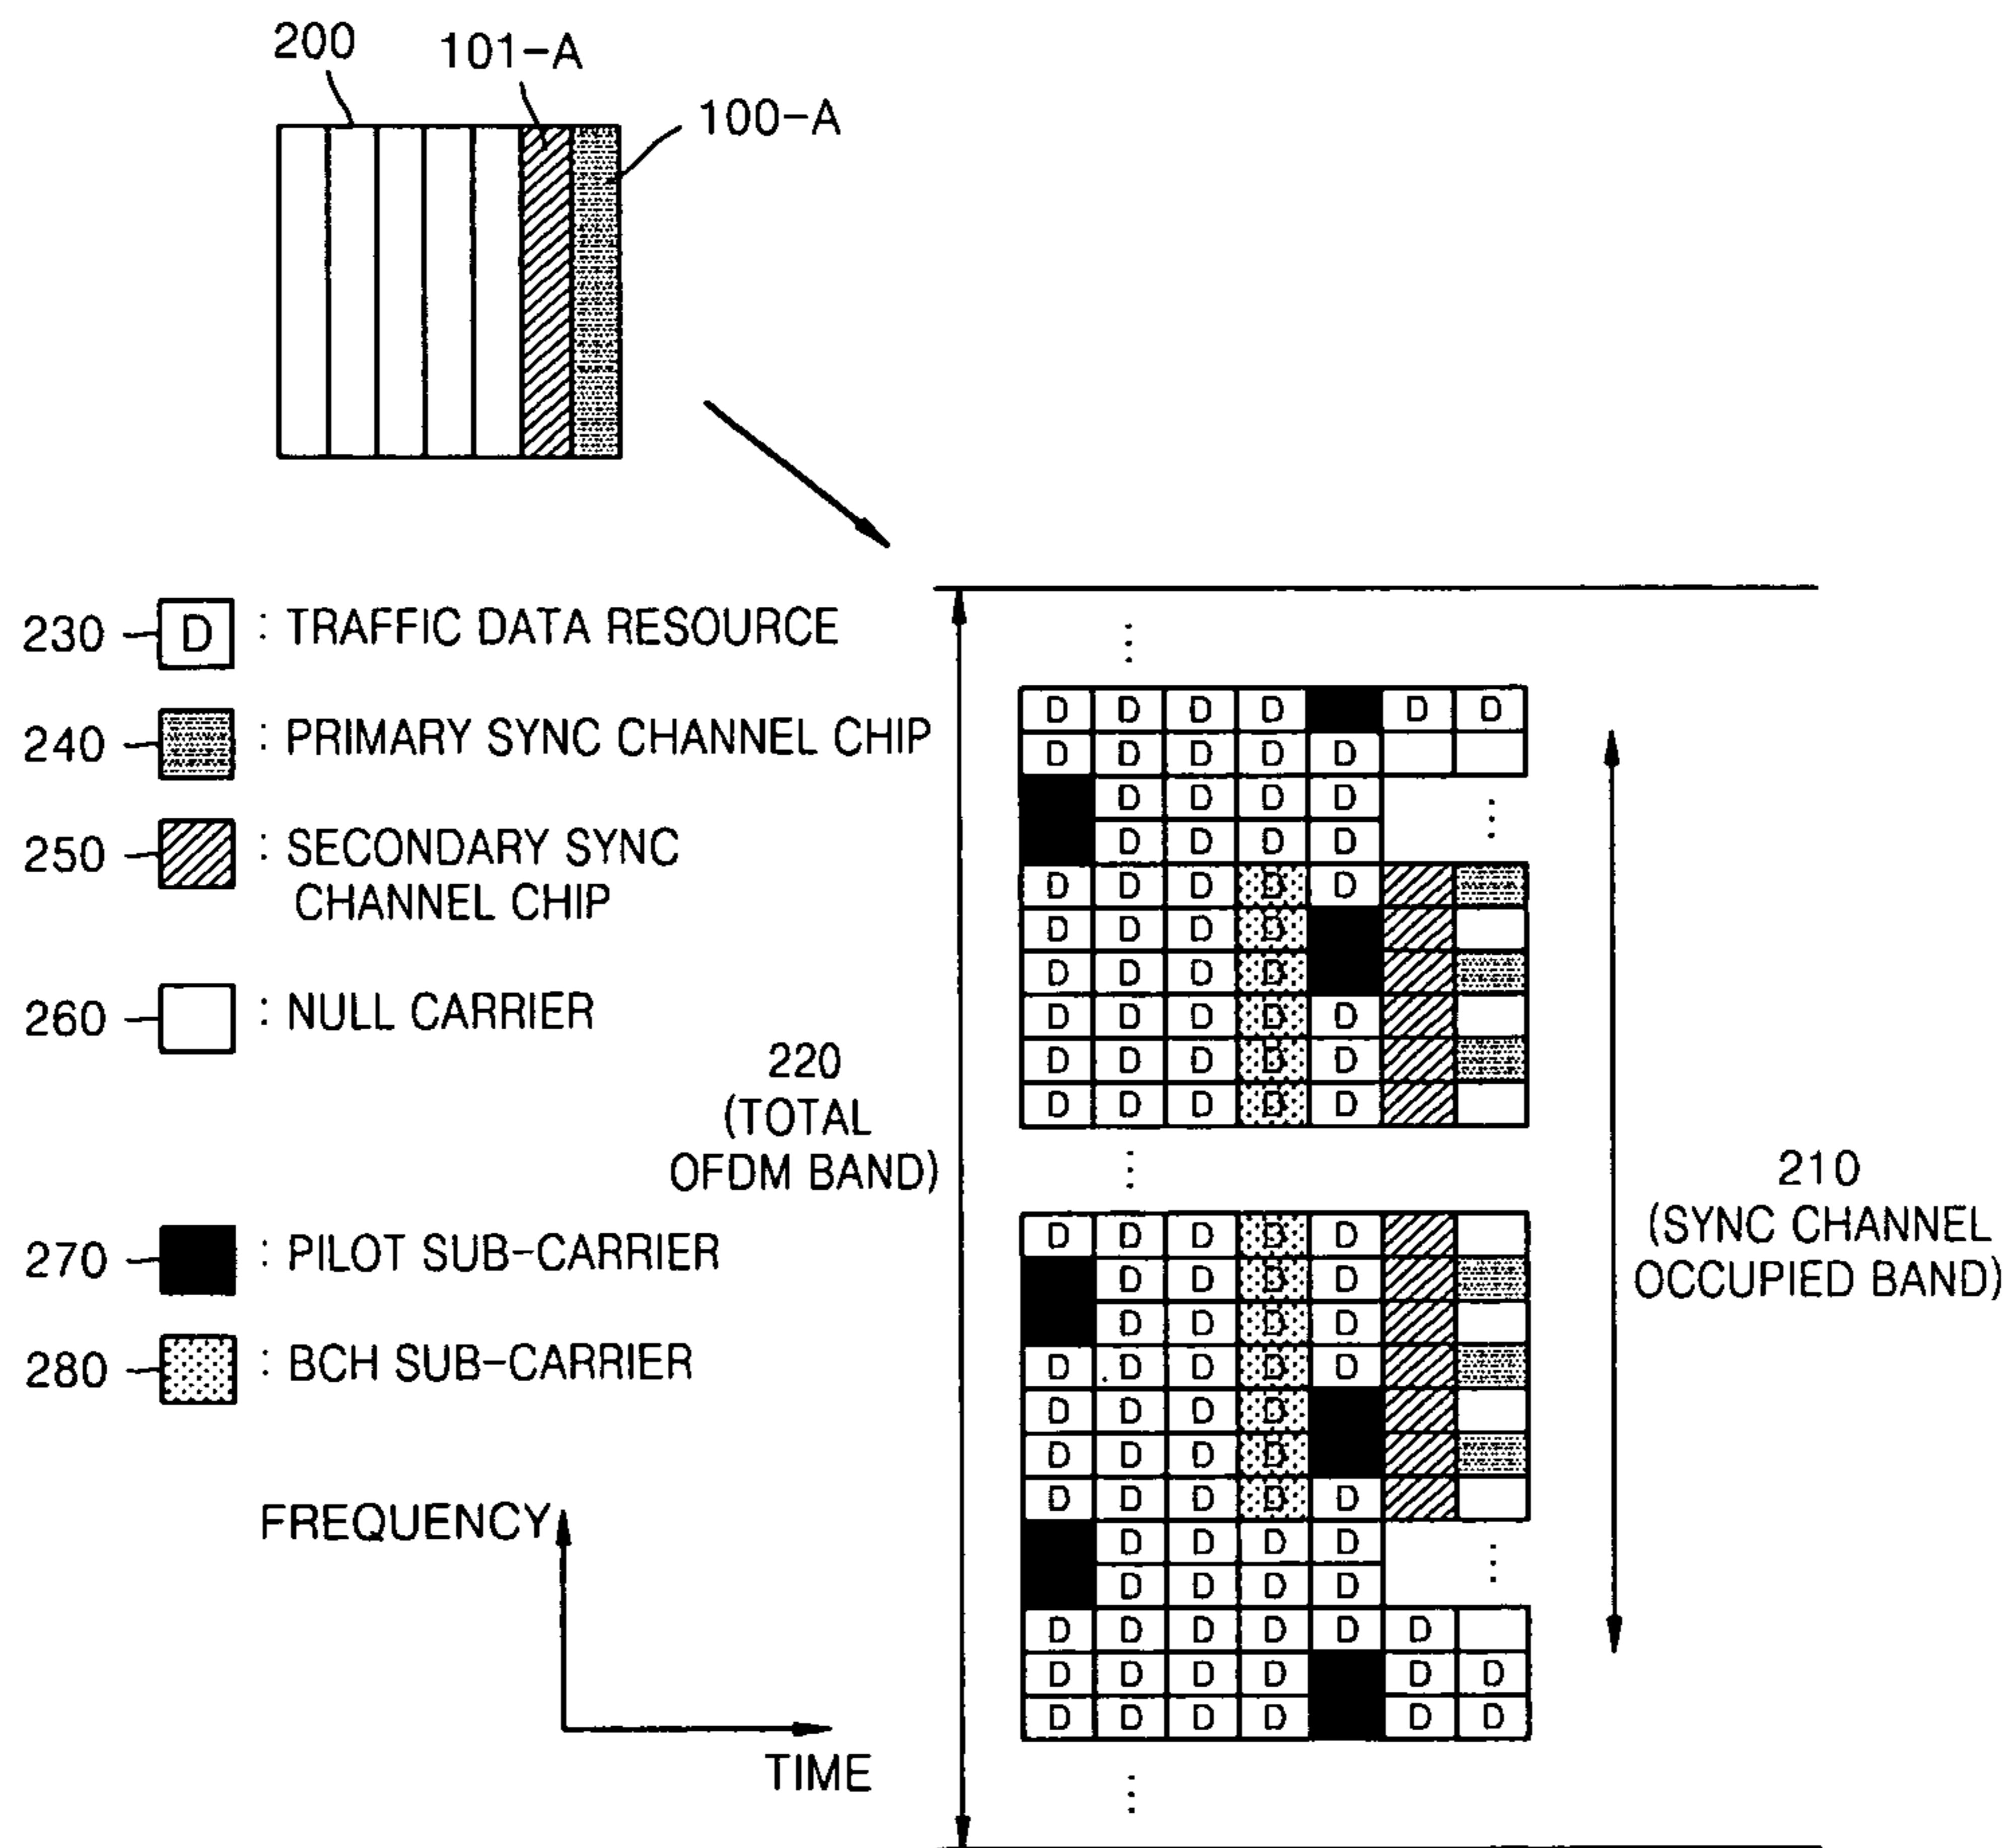 200
101-A
100-A
230 D : TRAFFIC DATA RESOURCE
240 : PRIMARY SYNC CHANNEL CHIP
250 : SECONDARY SYNC
CHANNEL CHIP
260 : NULL CARRIER
270 : PILOT SUB-CARRIER
280 : BCH SUB-CARRIER
FREQUENCY
TIME
220
(TOTAL
OFDM BAND)
D D D D D D
D D D D D
D D D D
D D D D
D D D D D
D D D D
D D D D
D D D D D
D D D D D
D D D D D
D D D D D
D D D D
D D D D
D D D D D
D D D D
D D D D
D D D D D
D D D D
D D D D
D D D D D D
D D D D D D
D D D D D D
210
(SYNC CHANNEL
OCCUPIED BAND)